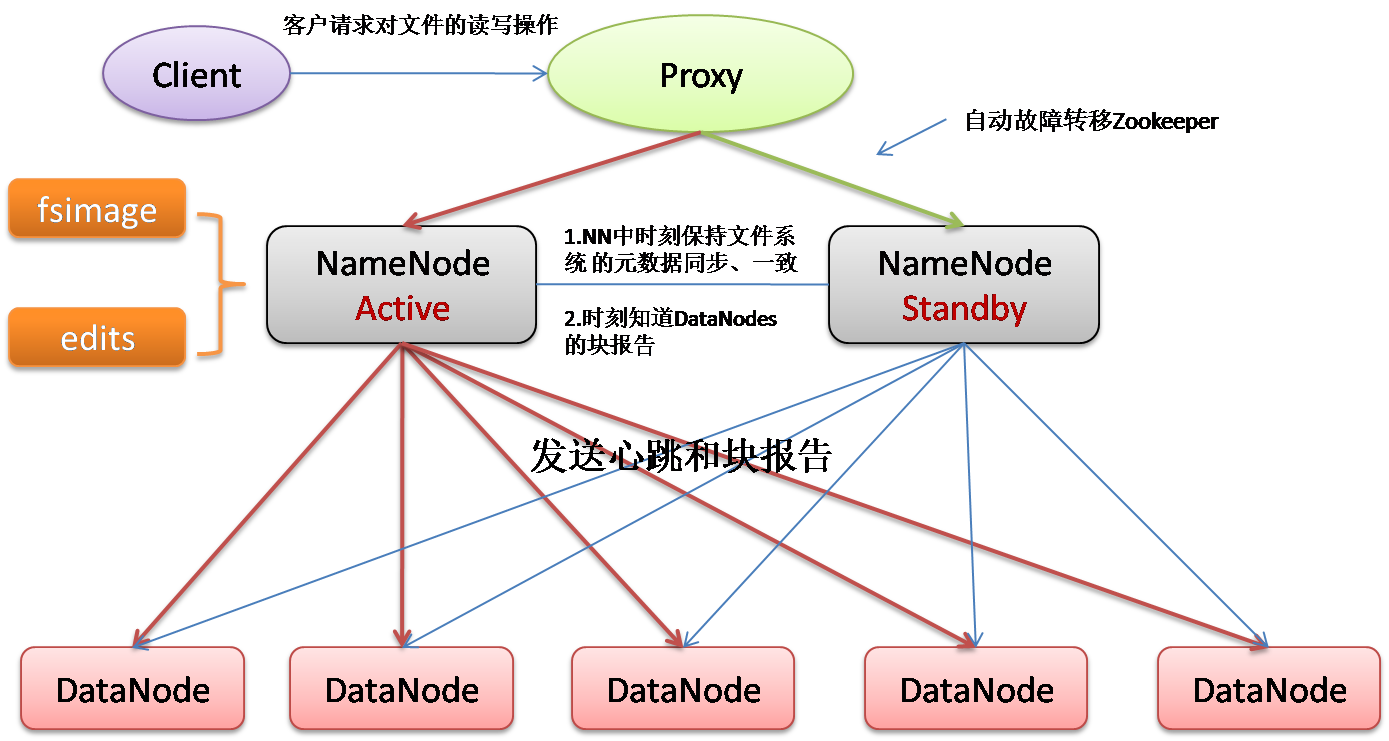 客户请求对文件的读写操作
Client
Proxy
自动故障转移Zookeeper
fsimage
edits
NameNode
Active
1.NN中时刻保持文件系
统 的元数据同步、一致
2.时刻知道DataNodes
的块报告
NameNode
Standby
发送心跳和块报告
DataNode
DataNode
DataNode
DataNode
DataNode